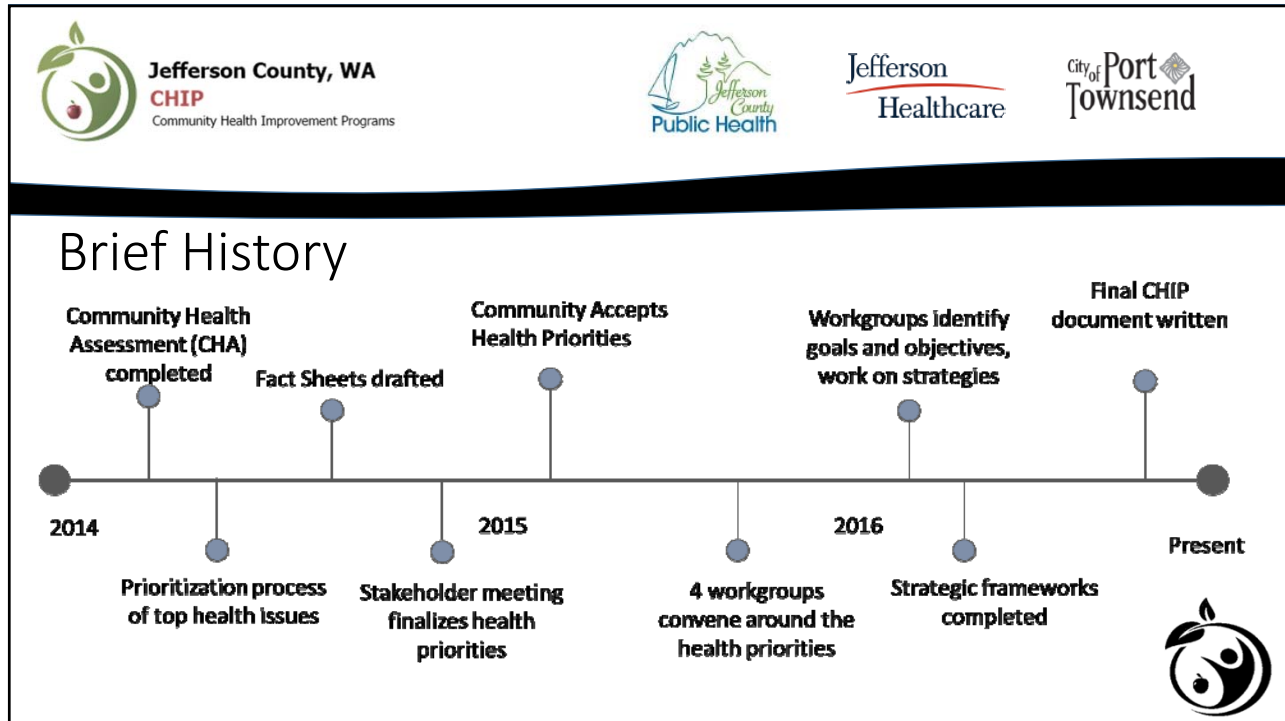 Jefferson County, WA
CHIP
Community Health Improvement Programs
Jefferson
County
Public Health
Jefferson
Healthcare
City of Port
Townsend
Brief History
Community Health
Assessment (CHA)
completed
Fact Sheets drafted
Community Accepts
Health Priorities
Workgroups identify
goals and objectives,
work on strategies
Final CHIP
document written
2014
2015
2016
Present
Prioritization process
of top health issues
Stakeholder meeting
finalizes health
priorities
4 workgroups
convene around the
health priorities
Strategic frameworks
completed